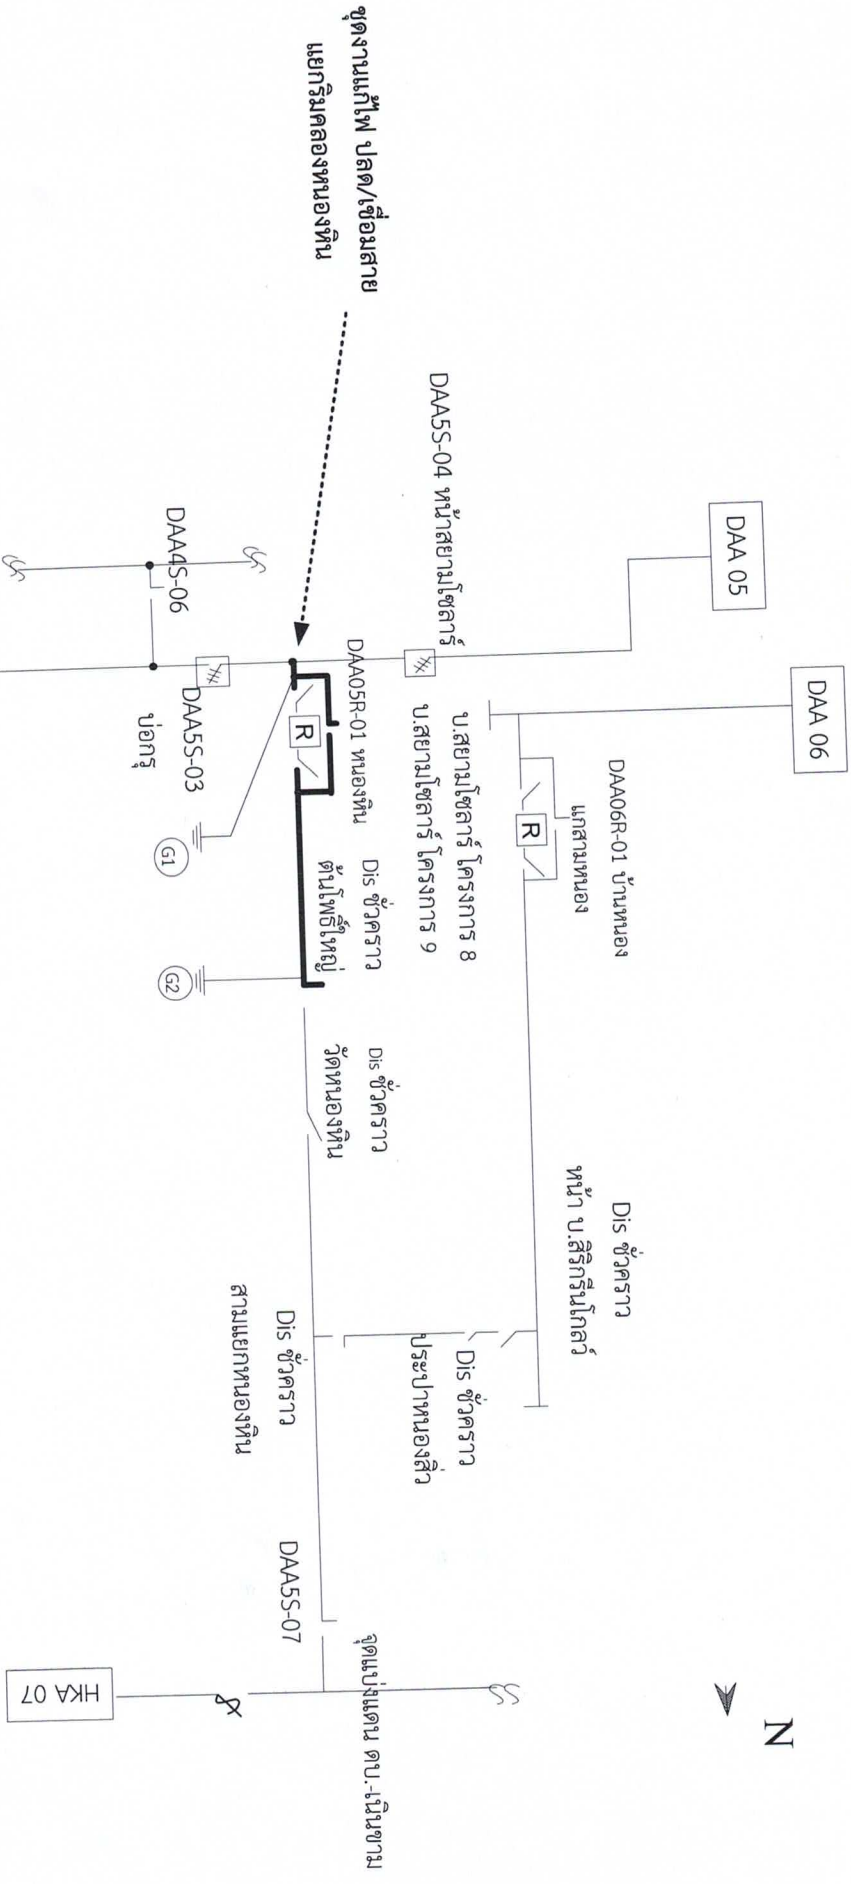 ชุดงานแก้ไฟ ปลด/เชื่อมสาย
แยกริมคลองหนองหิน
DAA 05
DAA 06
DAA5S-04 หน้าสยามโซลาร์
บ.สยามโซลาร์ โครงการ 8
บ.สยามโซลาร์ โครงการ 9
DAA06R-01 บ้านหนอง
แกสามหนอง
R
DAA4S-06
DAA05R-01 หนองหิน
R
DAA5S-03
บ่อกรุ
G1
G2
Dis ชั่วคราว
ต้นโพธิ์ใหญ่
Dis ชั่วคราว
วัดหนองหิน
Dis ชั่วคราว
หน้า บ.สิริกรีนโกลว์
Dis ชั่วคราว
ประปาหนองสิ่ว
Dis ชั่วคราว
สามแยกหนองหิน
DAA5S-07
จุดแบ่งแดน ดบ.-เนินขาม
HKA 07
N